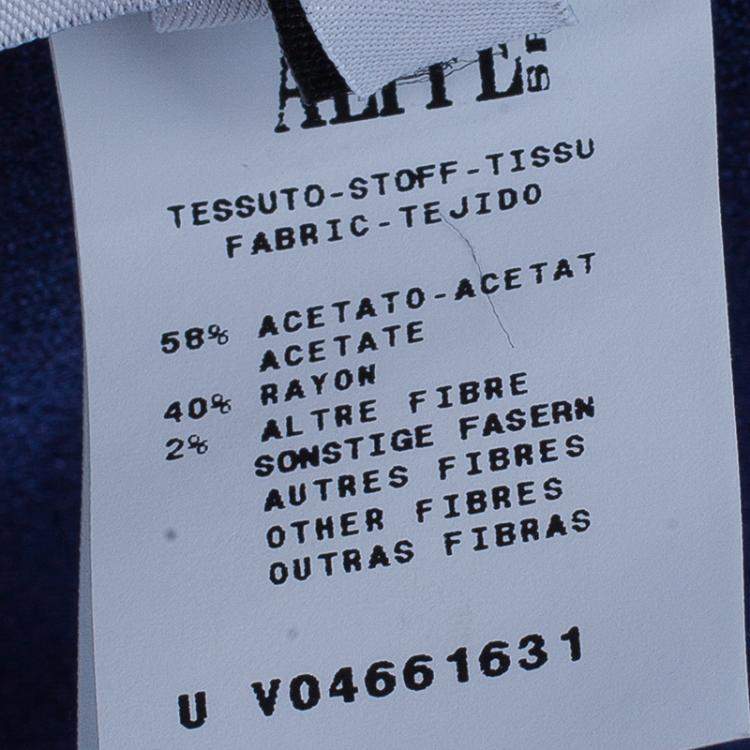 TESSUTO-STOFF-TISSU
FABRIC-TEJIDO
58% ACETATO-ACETAT
ACETATE
40% RAYON
2% ALTRE FIBRE
SONSTIGE FASERN
AUTRES FIBRES
OTHER FIBRES
OUTRAS FIBRAS
U V04661631